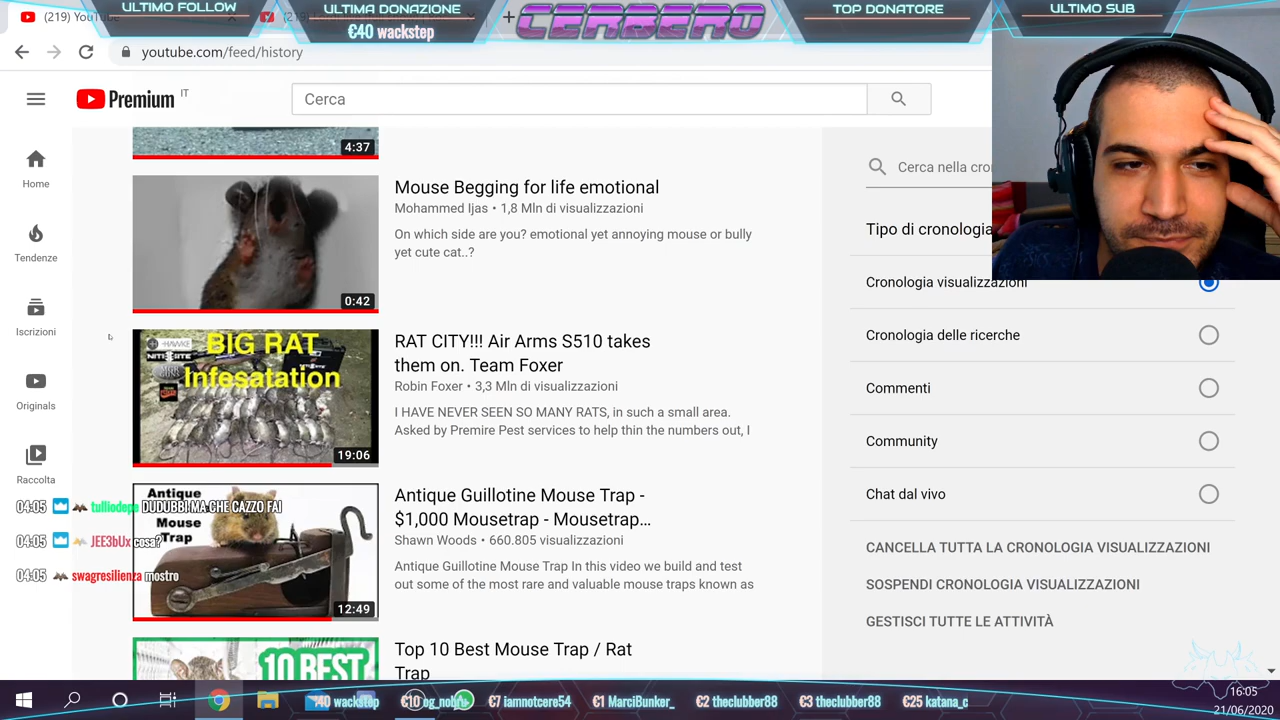 ULTIMO FOLLOW
ULTIMA DONAZIONE
€40 wackstep
CERBERO
TOP DONATORE
ULTIMO SUB
(219) YouTube
youtube.com/feed/history
Premium IT
Cerca
Home
Tendenze
Iscrizioni
Originals
Raccolta
4:37
Mouse Begging for life emotional
Mohammed Ijas • 1,8 Mln di visualizzazioni
On which side are you? emotional yet annoying mouse or bully
yet cute cat..?
0:42
BIG RAT
Infesatation
HAWKE
19:06
RAT CITY!!! Air Arms S510 takes
them on. Team Foxer
Robin Foxer • 3,3 Mln di visualizzazioni
I HAVE NEVER SEEN SO MANY RATS, in such a small area.
Asked by Premire Pest services to help thin the numbers out, I
Antique
Mouse
Trap
12:49
Antique Guillotine Mouse Trap -
$1,000 Mousetrap - Mousetrap...
Shawn Woods • 660.805 visualizzazioni
Antique Guillotine Mouse Trap In this video we build and test
out some of the most rare and valuable mouse traps known as
10 BEST
Top 10 Best Mouse Trap / Rat
Trap
Cerca nella cron
Tipo di cronologia
Cronologia visualizzazioni
Cronologia delle ricerche
Commenti
Community
Chat dal vivo
CANCELLA TUTTA LA CRONOLOGIA VISUALIZZAZIONI
SOSPENDI CRONOLOGIA VISUALIZZAZIONI
GESTISCI TUTTE LE ATTIVITÀ
04:05 tulliodepa DUDUBBI MA CHE CAZZO FAI
04:05 JEE3bUx cosa?
04:05 swagresilienza mostro
€40 wackstep
€10 og_nobru
€7 iamnotcere54
€1 MarciBunker_
€2 theclubber88
€3 theclubber88
€25 katana_c
16:05
21/06/2020